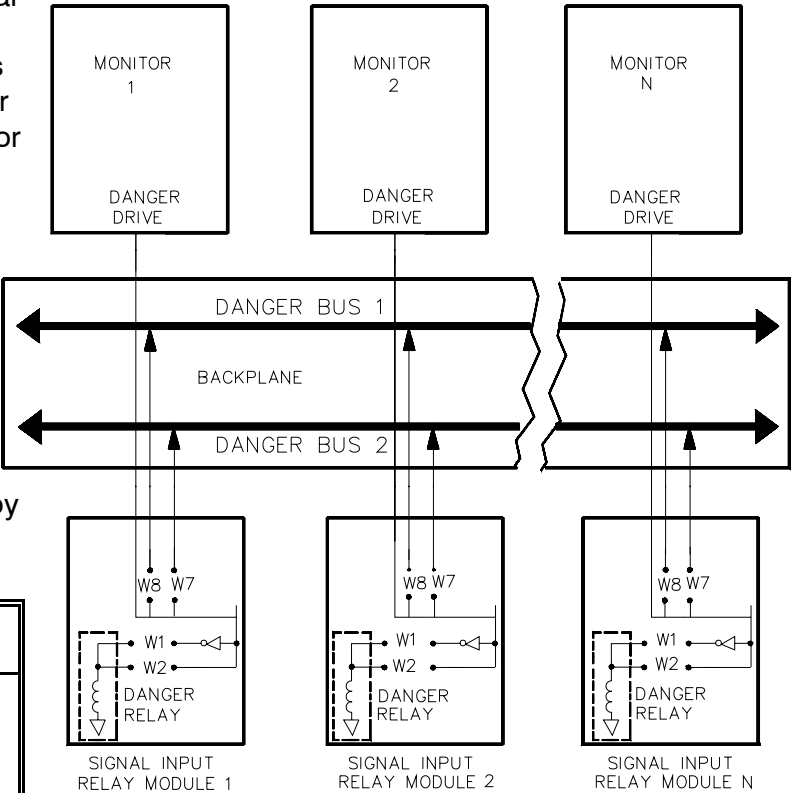 MONITOR
1
MONITOR
2
MONITOR
N
or
DANGER
DRIVE
DANGER
DRIVE
DANGER
DRIVE
DANGER BUS 1
BACKPLANE
DANGER BUS 2
by
W8 W7
W8 W7
W8 W7
W1
W2
DANGER
RELAY
W1
W2
DANGER
RELAY
W1
W2
DANGER
RELAY
SIGNAL INPUT
RELAY MODULE 1
SIGNAL INPUT
RELAY MODULE 2
SIGNAL INPUT
RELAY MODULE N